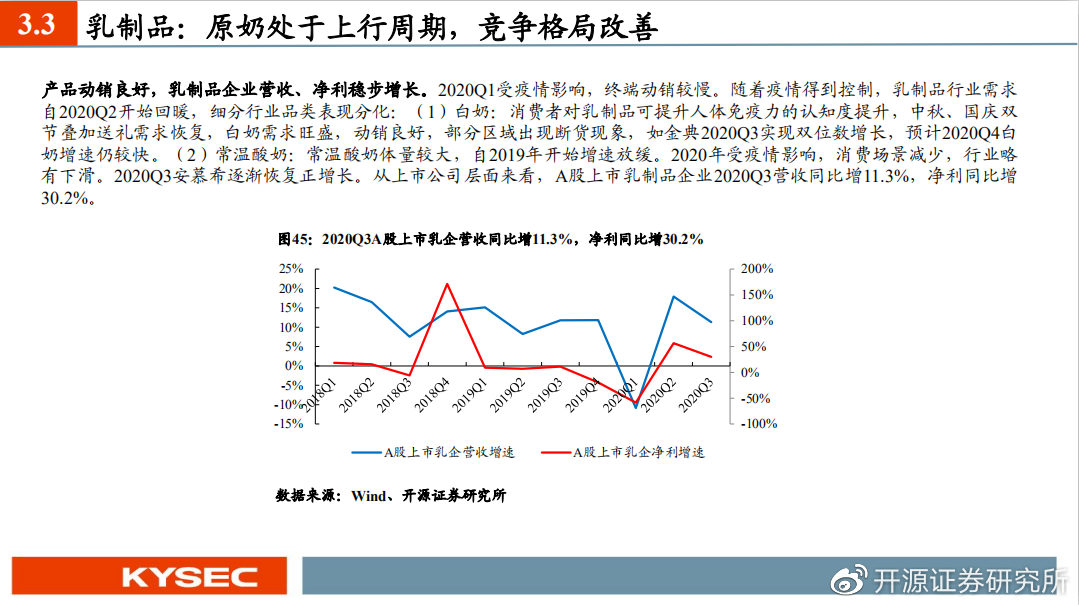 3.3
乳制品：原奶处于上行周期，竞争格局改善
产品动销良好，乳制品企业营收、净利稳步增长。2020Q1受疫情影响，终端动销较慢。随着疫情得到控制，乳制品行业需求
自2020Q2开始回暖，细分行业品类表现分化：（1）白奶：消费者对乳制品可提升人体免疫力的认知度提升，中秋、国庆双
节叠加送礼需求恢复，白奶需求旺盛，动销良好，部分区域出现断货现象，如金典2020Q3实现双位数增长，预计2020Q4白
奶增速仍较快。（2）常温酸奶：常温酸奶体量较大，自2019年开始增速放缓。2020年受疫情影响，消费场景减少，行业略
有下滑。2020Q3安慕希逐渐恢复正增长。从上市公司层面来看，A股上市乳制品企业2020Q3营收同比增11.3%，净利同比增
30.2%。
图45：2020Q3A股上市乳企营收同比增11.3%，净利同比增30.2%
25%
20%
15%
10%
5%
0%
-5%
-10%
-15%
200%
150%
100%
50%
0%
-50%
-100%
2018Q1
2018Q2
2018Q3
2018Q4
2019Q1
2019Q2
2019Q3
2019Q4
2020Q1
2020Q2
2020Q3
A股上市乳企营收增速
A股上市乳企净利增速
数据来源：Wind、开源证券研究所
KYSEC
开源证券研究所